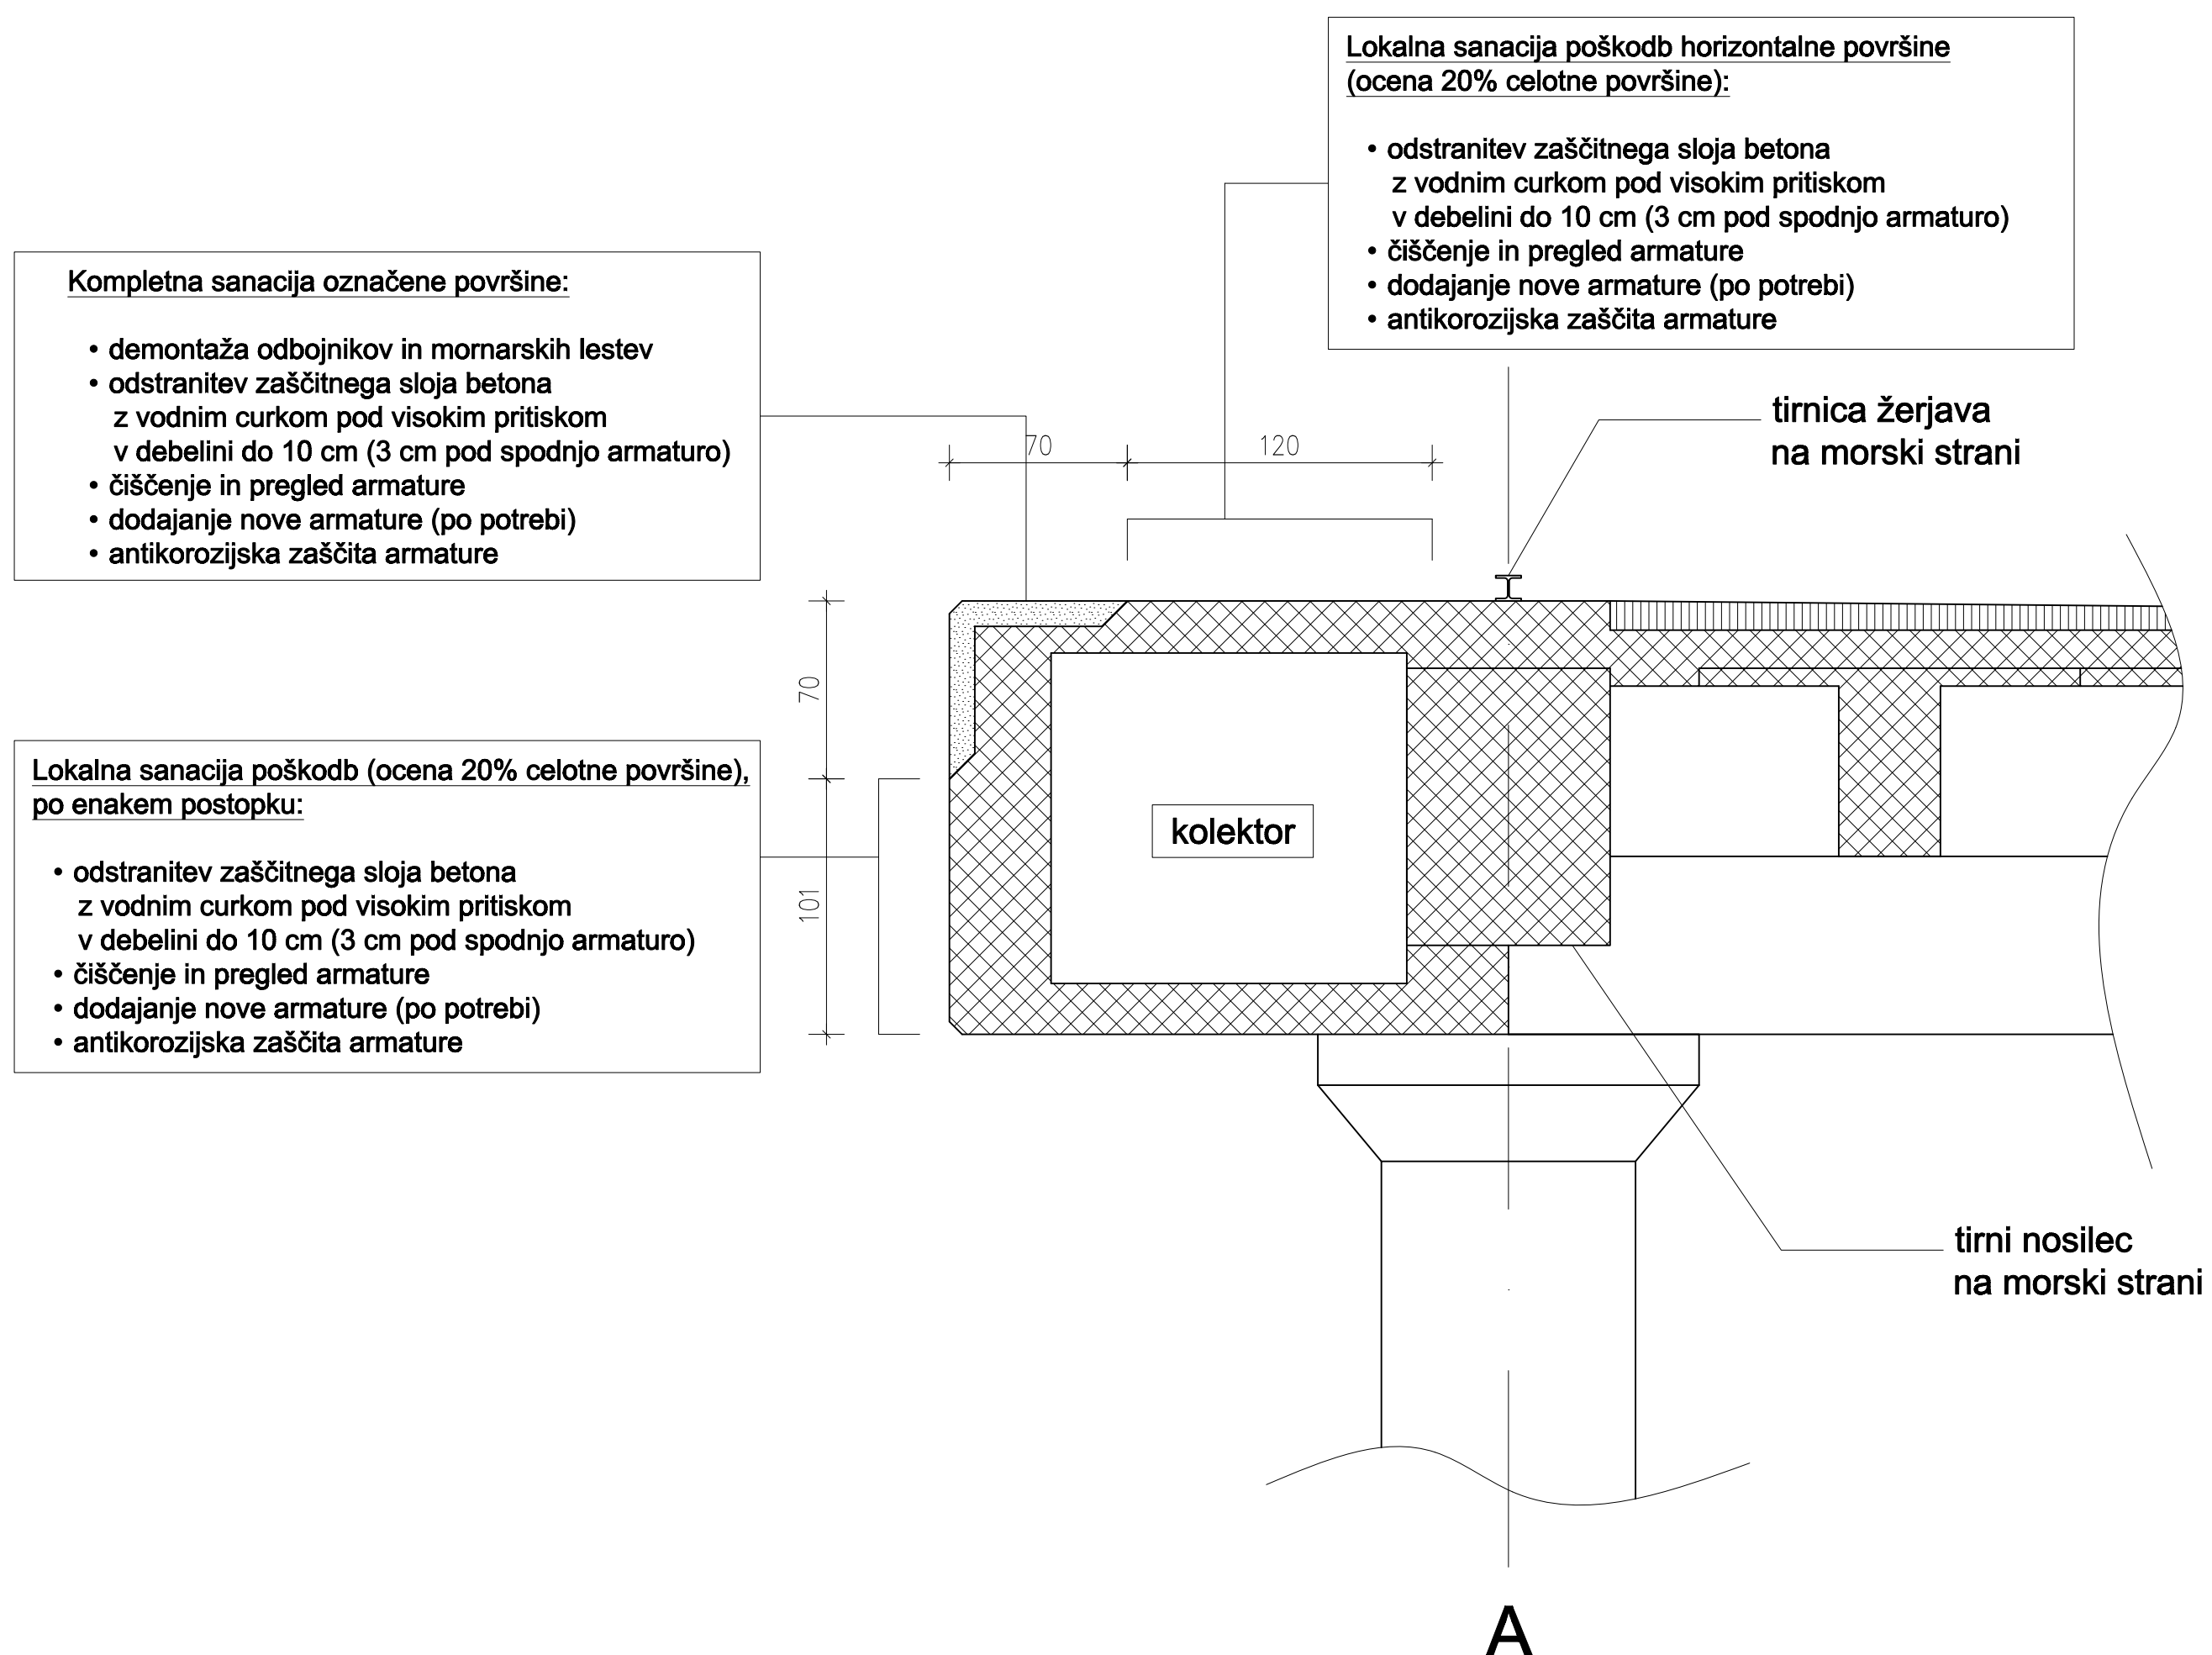 Lokalna sanacija poškodb horizontalne površine
(ocena 20% celotne površine):
• odstranitev zaščitnega sloja betona
z vodnim curkom pod visokim pritiskom
v debelini do 10 cm (3 cm pod spodnjo armaturo)
• čiščenje in pregled armature
• dodajanje nove armature (po potrebi)
• antikorozijska zaščita armature
Kompletna sanacija označene površine:
• demontaža odbojnikov in mornarskih lestev
• odstranitev zaščitnega sloja betona
z vodnim curkom pod visokim pritiskom
v debelini do 10 cm (3 cm pod spodnjo armaturo)
• čiščenje in pregled armature
• dodajanje nove armature (po potrebi)
• antikorozijska zaščita armature
tirnica žerjava
na morski strani
70
120
70
101
Lokalna sanacija poškodb (ocena 20% celotne površine),
po enakem postopku:
• odstranitev zaščitnega sloja betona
z vodnim curkom pod visokim pritiskom
v debelini do 10 cm (3 cm pod spodnjo armaturo)
• čiščenje in pregled armature
• dodajanje nove armature (po potrebi)
• antikorozijska zaščita armature
kolektor
tirni nosilec
na morski strani
A